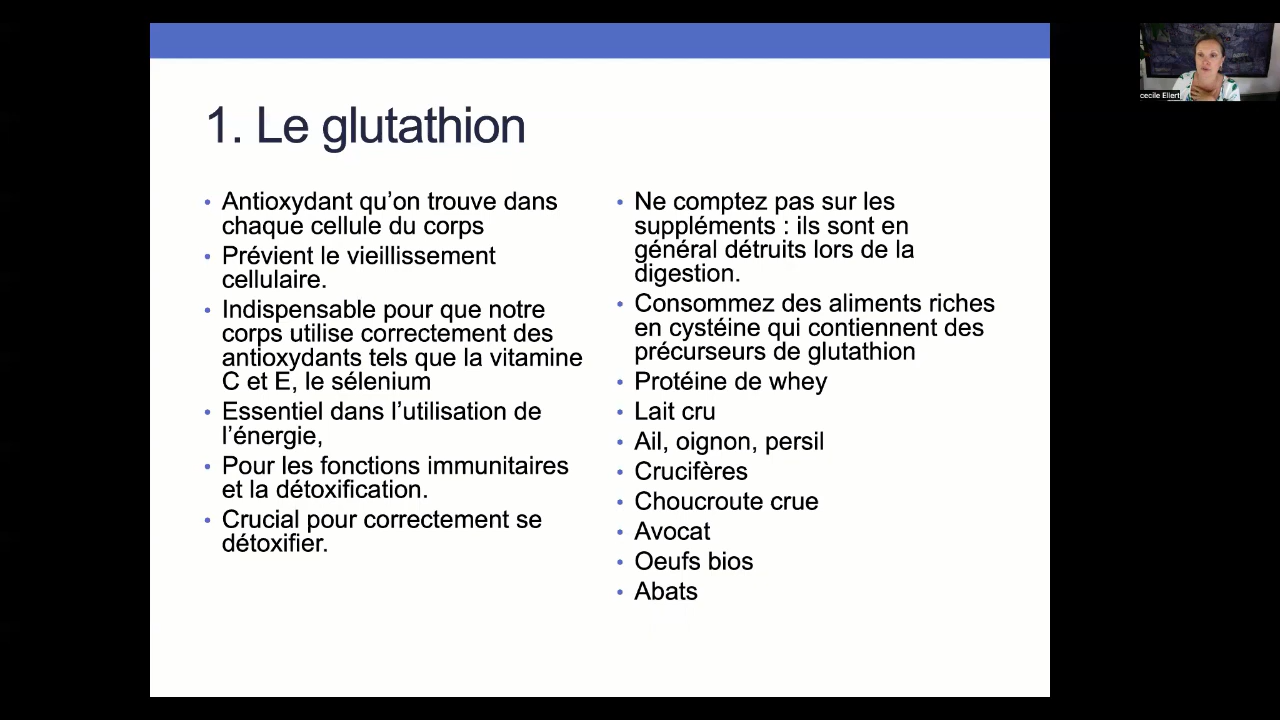 1. Le glutathion
• Antioxydant qu’on trouve dans
chaque cellule du corps
• Prévient le vieillissement
cellulaire.
• Indispensable pour que notre
corps utilise correctement des
antioxydants tels que la vitamine
C et E, le sélenium
• Essentiel dans l’utilisation de
l’énergie,
• Pour les fonctions immunitaires
et la détoxification.
• Crucial pour correctement se
détoxifier.
• Ne comptez pas sur les
suppléments : ils sont en
général détruits lors de la
digestion.
• Consommez des aliments riches
en cystéine qui contiennent des
précurseurs de glutathion
• Protéine de whey
• Lait cru
• Ail, oignon, persil
• Crucifères
• Choucroute crue
• Avocat
• Oeufs bios
• Abats
cecile Ellert